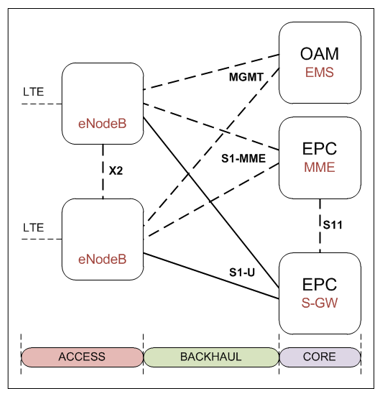 OAM
EMS
MGMT
LTE
eNodeB
EPC
MME
S1-MME
X2
LTE
eNodeB
S11
EPC
S-GW
S1-U
ACCESS
BACKHAUL
CORE